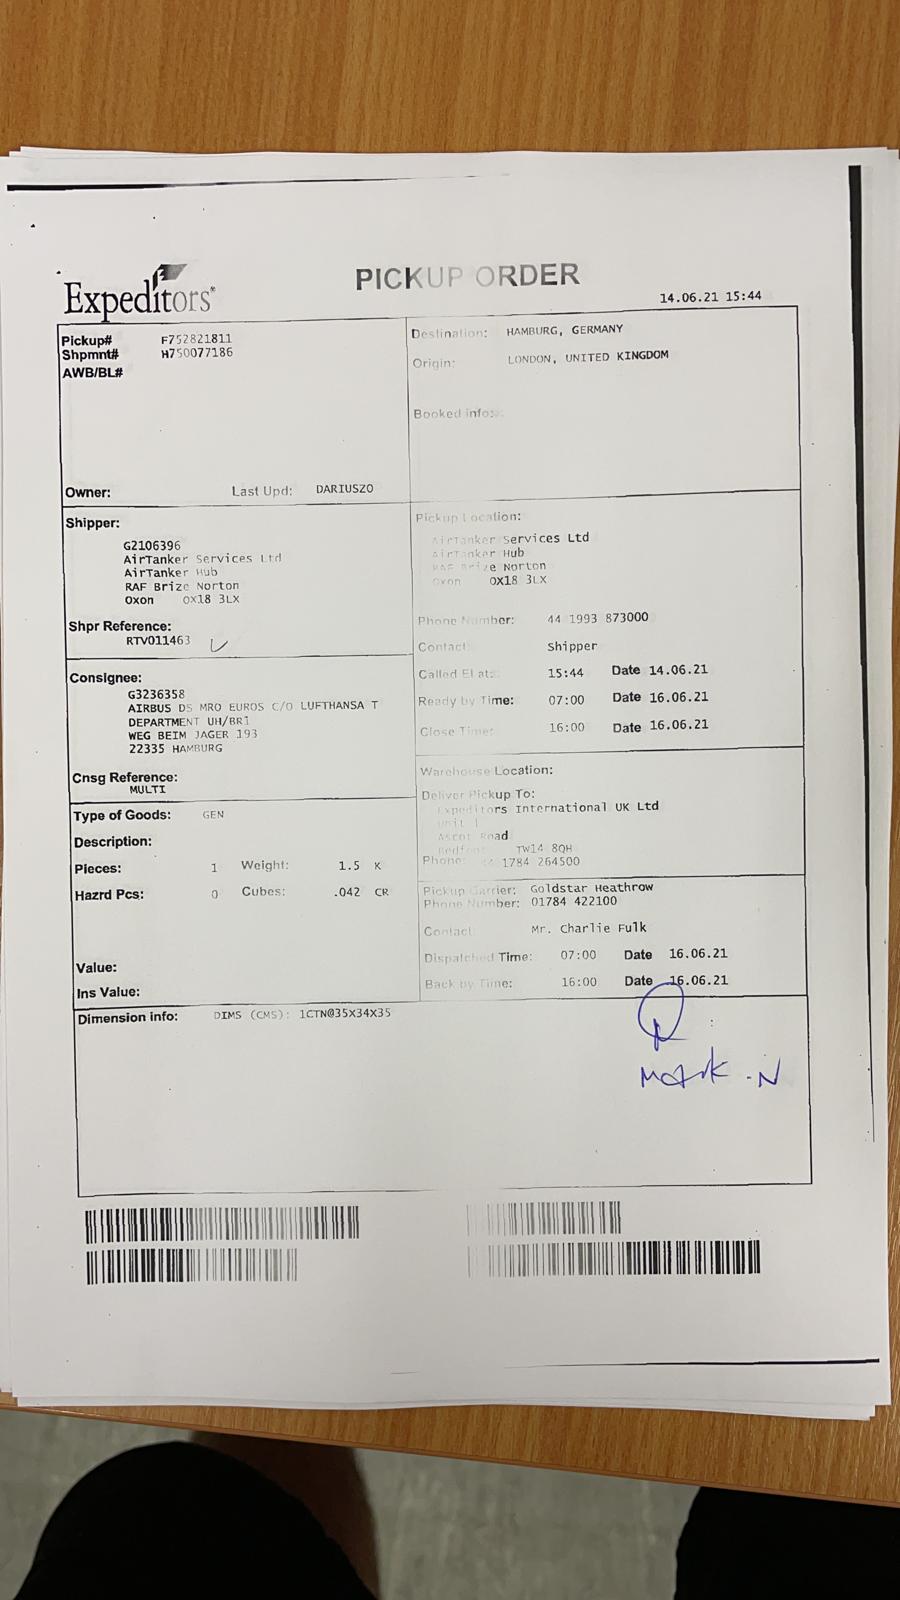 Expeditors
PICKUP ORDER
14.06.21 15:44
Pickup# F752821811
Shpmnt# H750077186
AWB/BL#
Owner: Last Upd: DARIUSZO
Destination: HAMBURG, GERMANY
Origin: LONDON, UNITED KINGDOM
Booked info:
Shipper:
G2106396
AirTanker Services Ltd
AirTanker Hub
RAF Brize Norton
Oxon OX18 3LX
Shpr Reference:
RTV011463
Pickup Location:
AirTanker Services Ltd
AirTanker Hub
RAF Brize Norton
Oxon OX18 3LX
Phone Number: 44 1993 873000
Contact: Shipper
Called El at: 15:44 Date 14.06.21
Ready by Time: 07:00 Date 16.06.21
Close Time: 16:00 Date 16.06.21
Consignee:
G3236358
AIRBUS DS MRO EUROS C/O LUFTHANSA T
DEPARTMENT UH/BR1
WEG BEIM JAGER 193
22335 HAMBURG
Cnsg Reference:
MULTI
Warehouse Location:
Deliver Pickup To:
Expeditors International UK Ltd
Unit 1
Ascot Road
Bedfont TW14 8QH
Phone: 1784 264500
Type of Goods: GEN
Description:
Pieces: 1 Weight: 1.5 K
Hazrd Pcs: 0 Cubes: .042 CR
Value:
Ins Value:
Pickup Carrier: Goldstar Heathrow
Phone Number: 01784 422100
Contact: Mr. Charlie Fulk
Dispatched Time: 07:00 Date 16.06.21
Back by Time: 16:00 Date 16.06.21
Dimension info: DIMS (CMS): 1CTN@35X34X35
Mark .N